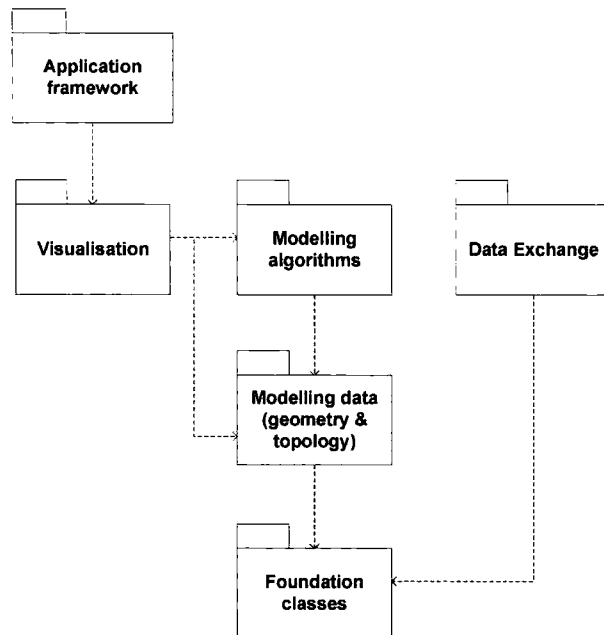 Application
framework
Visualisation
Modelling
algorithms
Data Exchange
Modelling data
(geometry &
topology)
Foundation
classes